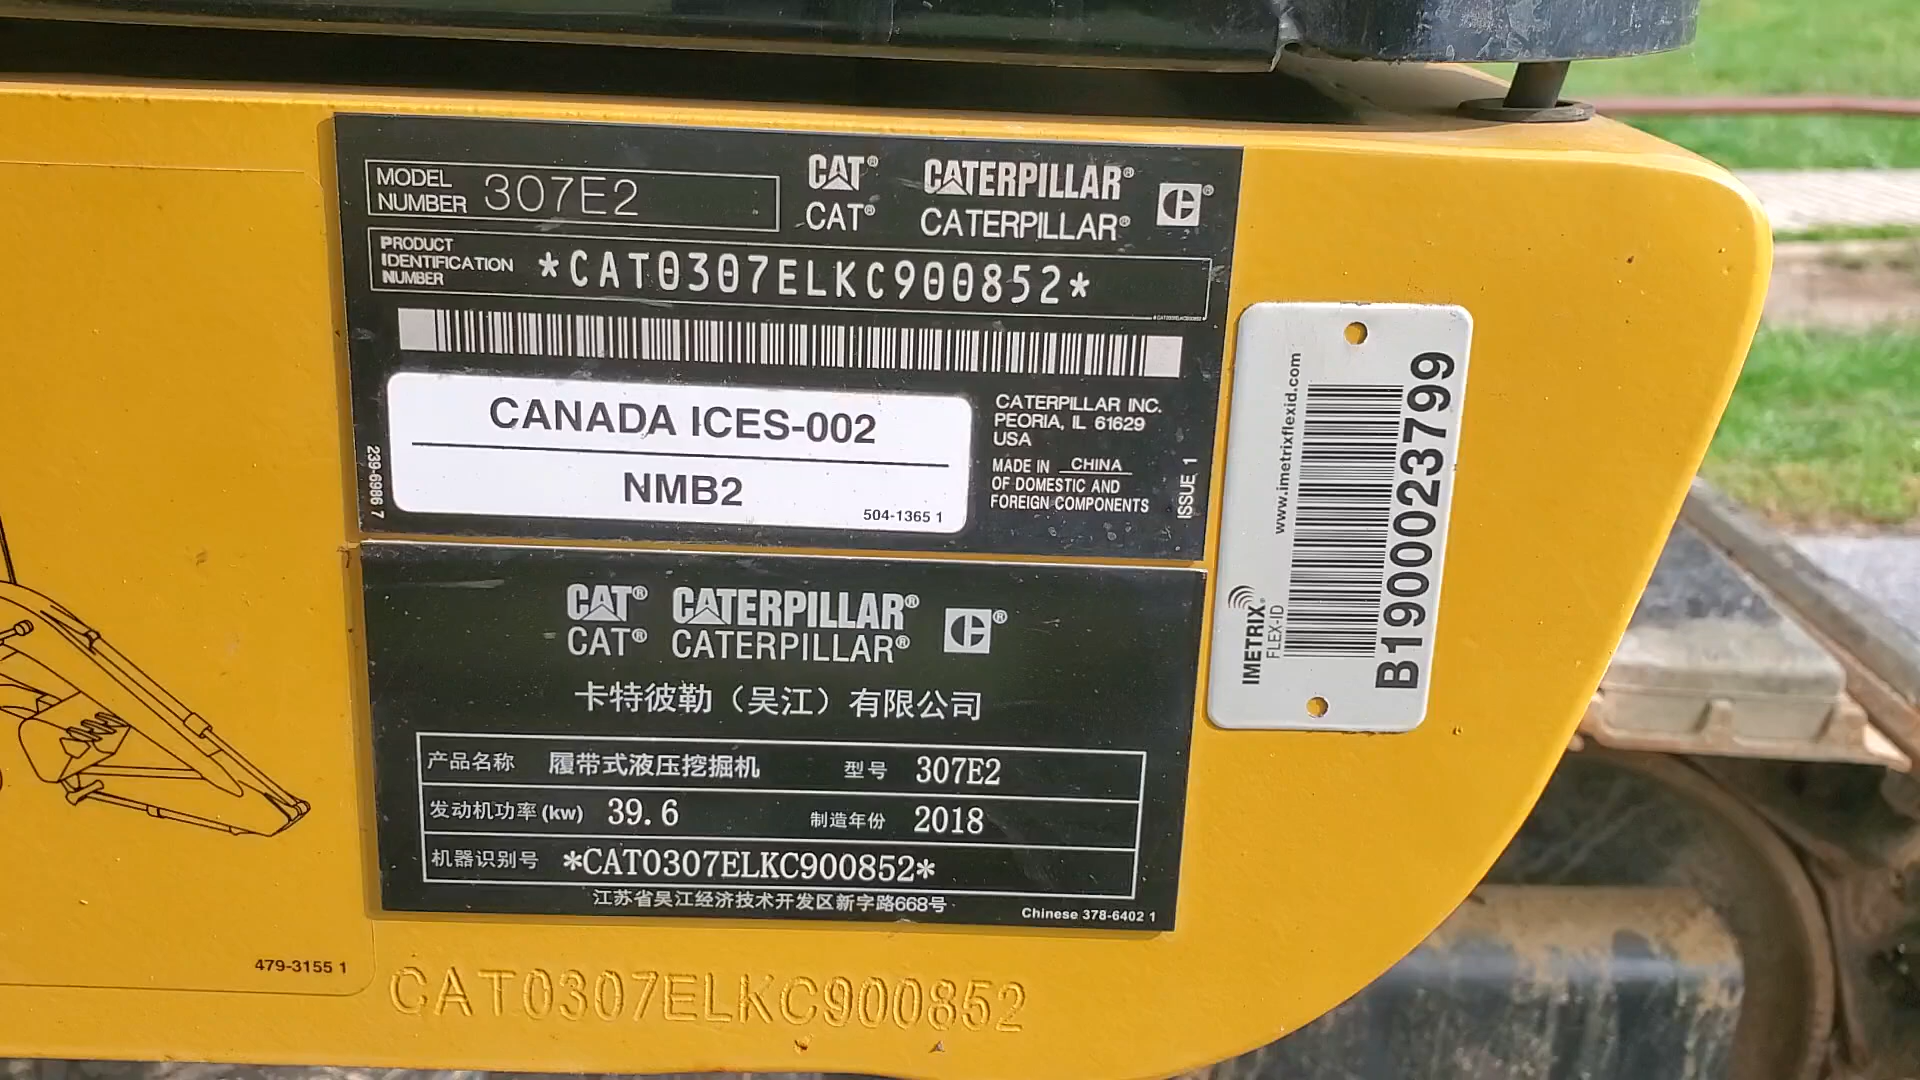 MODEL NUMBER 307E2
CAT® CATERPILLAR®
CAT® CATERPILLAR®
PRODUCT IDENTIFICATION NUMBER *CAT0307ELKC900852*
CANADA ICES-002
NMB2
504-1365 1
239-6986 7
CATERPILLAR INC.
PEORIA, IL 61629
USA
MADE IN CHINA
OF DOMESTIC AND
FOREIGN COMPONENTS
ISSUE 1
www.imetrixflexid.com
IMETRIX®
FLEX-ID
B1900023799
CAT® CATERPILLAR®
CAT® CATERPILLAR®
卡特彼勒（吴江）有限公司
产品名称 履带式液压挖掘机 型号 307E2
发动机功率(kw) 39.6 制造年份 2018
机器识别号 *CAT0307ELKC900852*
江苏省吴江经济技术开发区新字路668号
Chinese 378-6402 1
479-3155 1
CAT0307ELKC900852